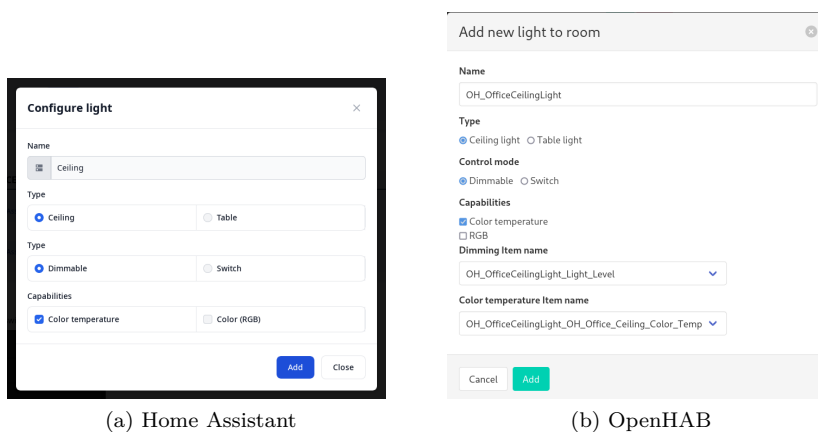 Configure light
Name
Ceiling
Type
Ceiling
Table
Type
Dimmable
Switch
Capabilities
Color temperature
Color (RGB)
Add
Close
(a) Home Assistant
Add new light to room
Name
OH_OfficeCeilingLight
Type
Ceiling light
Table light
Control mode
Dimmable
Switch
Capabilities
Color temperature
RGB
Dimming Item name
OH_OfficeCeilingLight_Light_Level
Color temperature Item name
OH_OfficeCeilingLight_OH_Office_Ceiling_Color_Temp
Cancel
Add
(b) OpenHAB